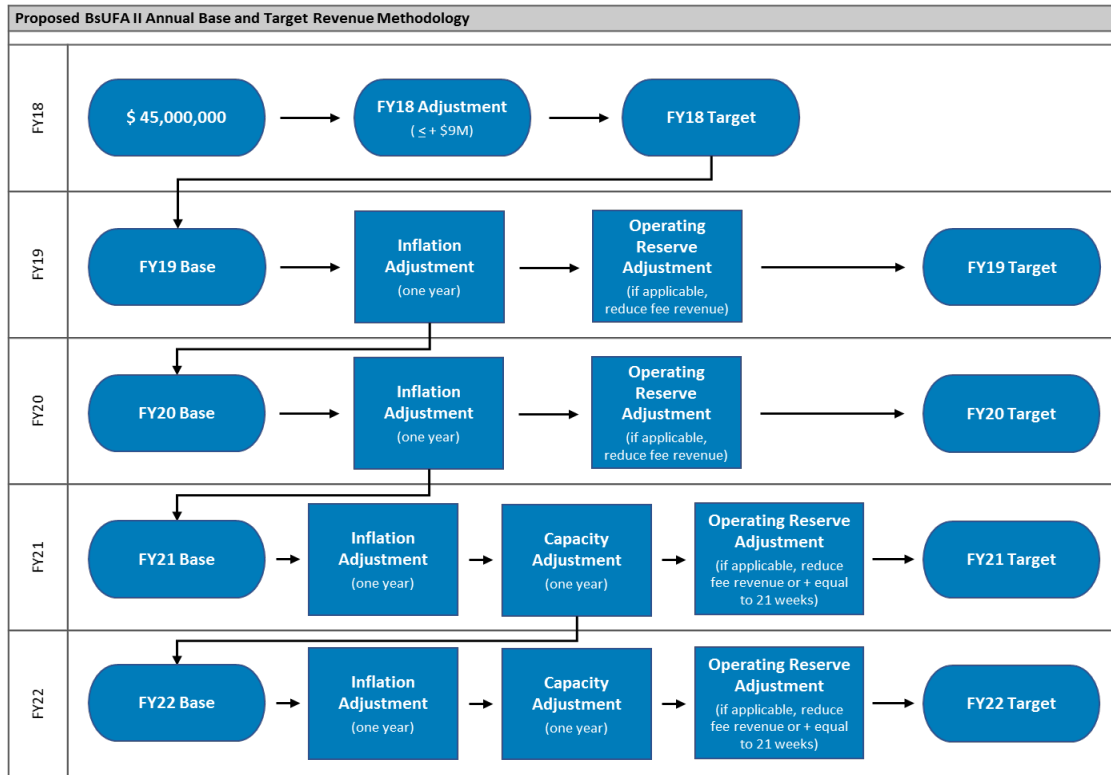 Proposed BsUFA II Annual Base and Target Revenue Methodology
FY18
$ 45,000,000
FY18 Adjustment
( ≤ + $9M)
FY18 Target
FY19
FY19 Base
Inflation
Adjustment
(one year)
Operating
Reserve
Adjustment
(if applicable,
reduce fee revenue)
FY19 Target
FY20
FY20 Base
Inflation
Adjustment
(one year)
Operating
Reserve
Adjustment
(if applicable,
reduce fee revenue)
FY20 Target
FY21
FY21 Base
Inflation
Adjustment
(one year)
Capacity
Adjustment
(one year)
Operating Reserve
Adjustment
(if applicable, reduce
fee revenue or + equal
to 21 weeks)
FY21 Target
FY22
FY22 Base
Inflation
Adjustment
(one year)
Capacity
Adjustment
(one year)
Operating Reserve
Adjustment
(if applicable, reduce
fee revenue or + equal
to 21 weeks)
FY22 Target